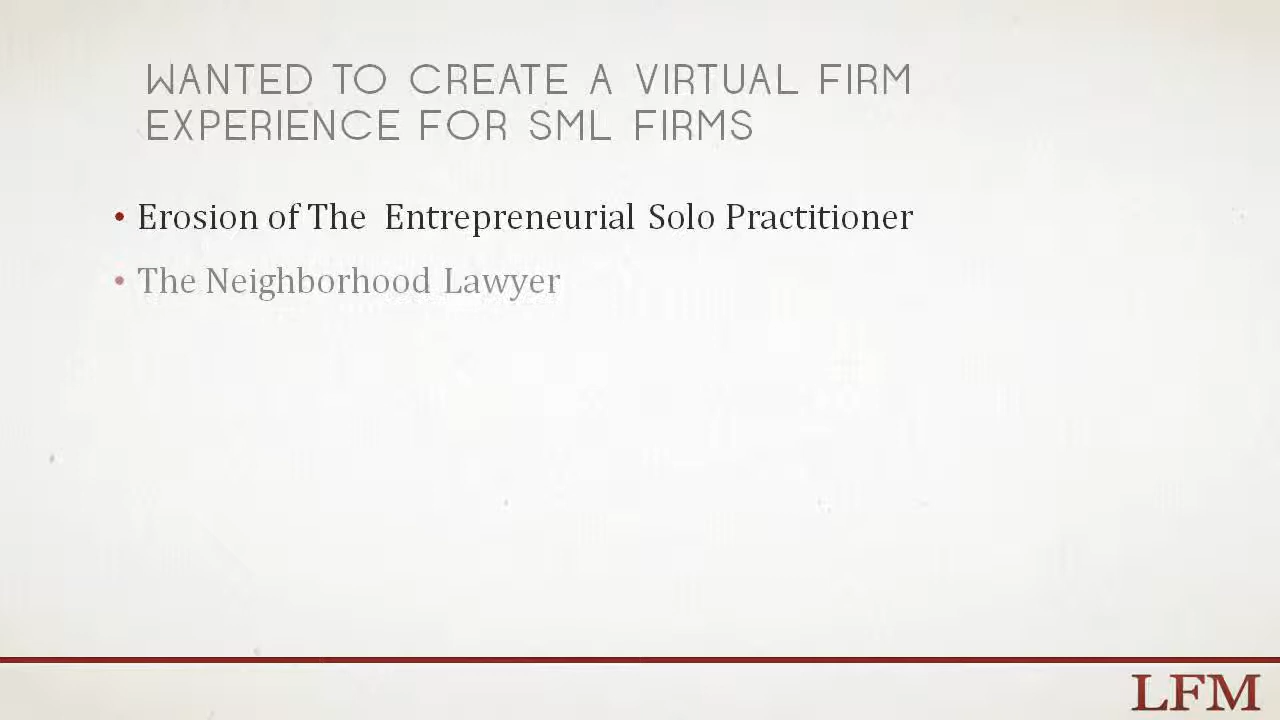 WANTED TO CREATE A VIRTUAL FIRM
EXPERIENCE FOR SML FIRMS
• Erosion of The Entrepreneurial Solo Practitioner
• The Neighborhood Lawyer
LFM